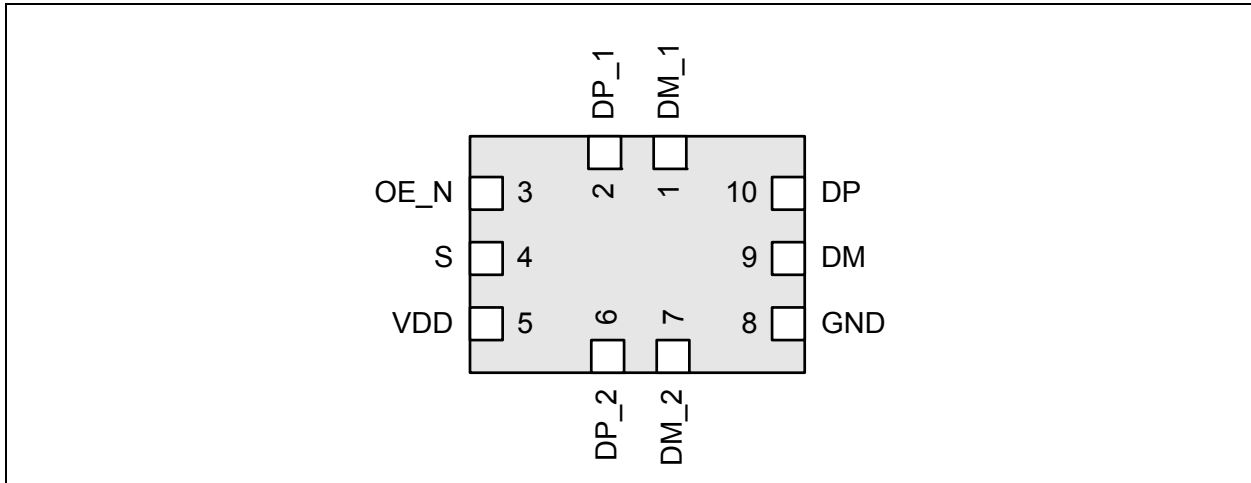 DP_1 DM_1
2 1
OE_N 3 10 DP
S 4 9 DM
VDD 5 8 GND
6 7
DP_2 DM_2